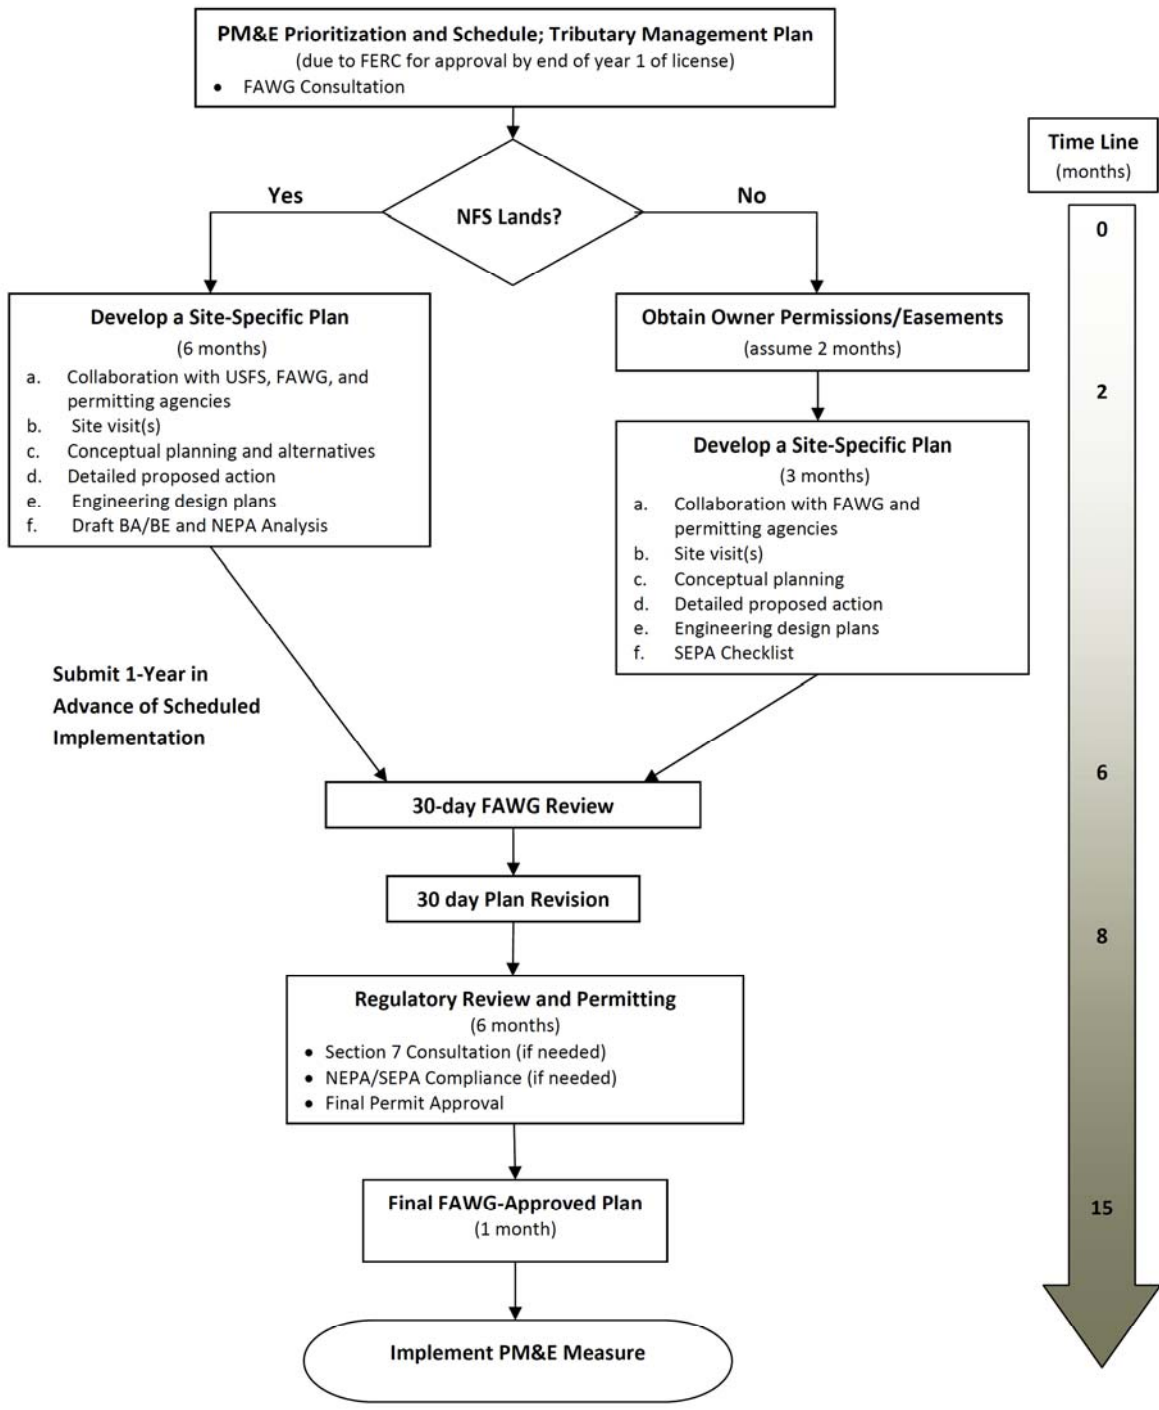 PM&E Prioritization and Schedule; Tributary Management Plan
(due to FERC for approval by end of year 1 of license)
• FAWG Consultation
Time Line
(months)
Yes
No
NFS Lands?
0
Develop a Site-Specific Plan
(6 months)
a. Collaboration with USFS, FAWG, and
permitting agencies
b. Site visit(s)
c. Conceptual planning and alternatives
d. Detailed proposed action
e. Engineering design plans
f. Draft BA/BE and NEPA Analysis
Obtain Owner Permissions/Easements
(assume 2 months)
2
Develop a Site-Specific Plan
(3 months)
a. Collaboration with FAWG and
permitting agencies
b. Site visit(s)
c. Conceptual planning
d. Detailed proposed action
e. Engineering design plans
f. SEPA Checklist
Submit 1-Year in
Advance of Scheduled
Implementation
6
30-day FAWG Review
30 day Plan Revision
8
Regulatory Review and Permitting
(6 months)
• Section 7 Consultation (if needed)
• NEPA/SEPA Compliance (if needed)
• Final Permit Approval
Final FAWG-Approved Plan
(1 month)
15
Implement PM&E Measure